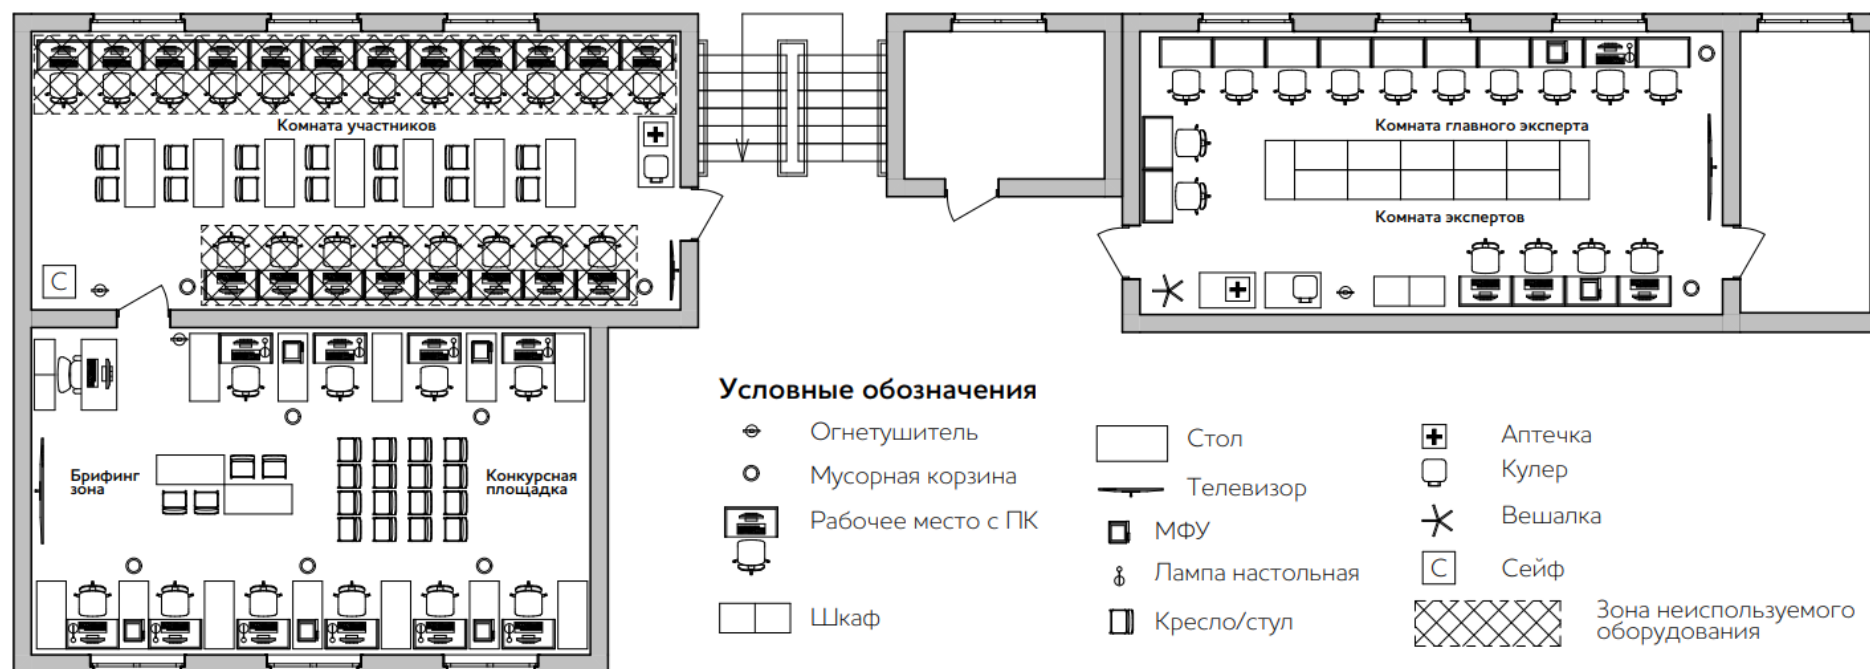 Комната участников
С
Комната главного эксперта
Комната экспертов
Брифинг
зона
Конкурсная
площадка
Условные обозначения
Огнетушитель
Мусорная корзина
Рабочее место с ПК
Шкаф
Стол
Телевизор
МФУ
Лампа настольная
Кресло/стул
Аптечка
Кулер
Вешалка
С
Сейф
Зона неиспользуемого
оборудования